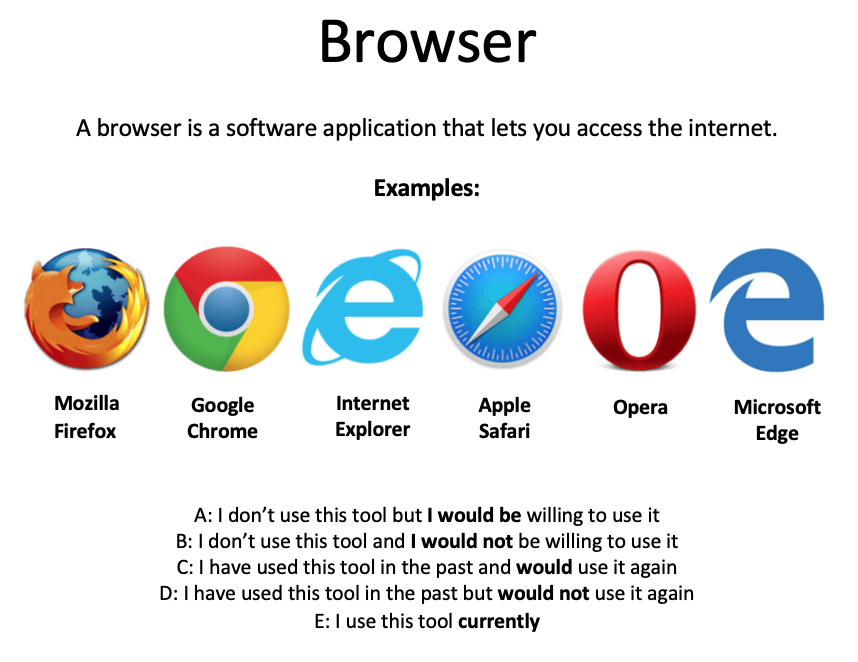 Browser
A browser is a software application that lets you access the internet.
Examples:
Mozilla Firefox
Google Chrome
Internet Explorer
Apple Safari
Opera
Microsoft Edge
A: I don’t use this tool but I would be willing to use it
B: I don’t use this tool and I would not be willing to use it
C: I have used this tool in the past and would use it again
D: I have used this tool in the past but would not use it again
E: I use this tool currently